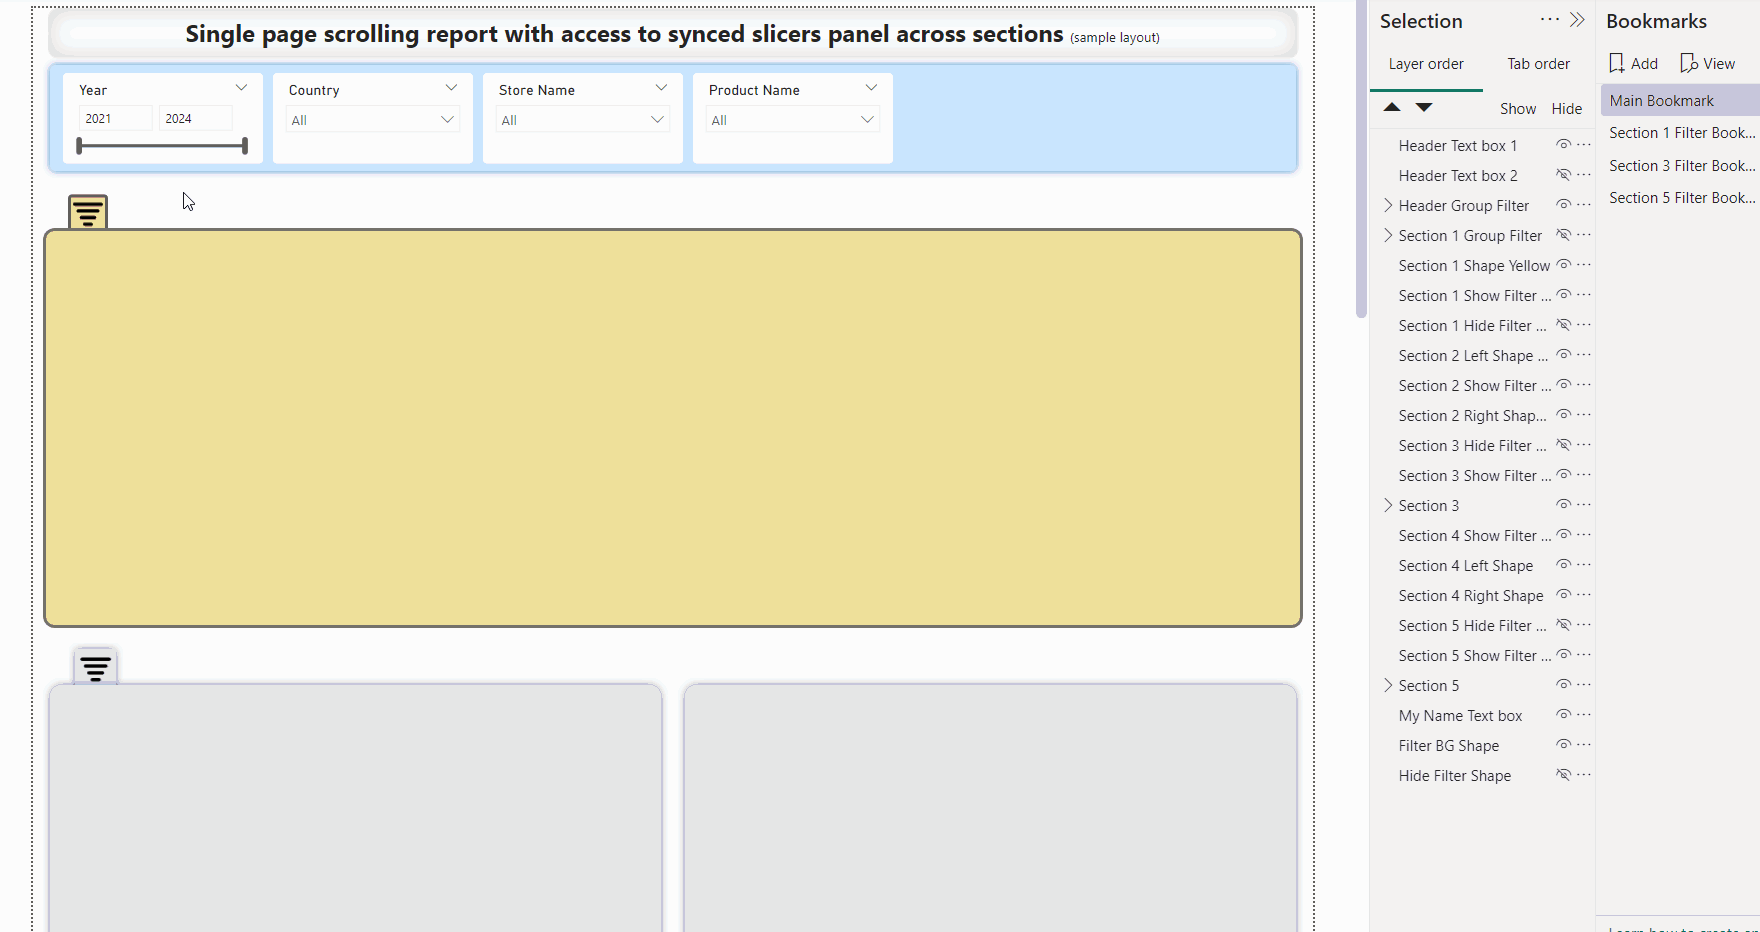 Single page scrolling report with access to synced slicers panel across sections (sample layout)
Year
2021 2024
Country
All
Store Name
All
Product Name
All
Selection
Layer order Tab order
Show Hide
Header Text box 1
Header Text box 2
Header Group Filter
Section 1 Group Filter
Section 1 Shape Yellow
Section 1 Show Filter ...
Section 1 Hide Filter ...
Section 2 Left Shape ...
Section 2 Show Filter ...
Section 2 Right Shap...
Section 3 Hide Filter ...
Section 3 Show Filter ...
Section 3
Section 4 Show Filter ...
Section 4 Left Shape
Section 4 Right Shape
Section 5 Hide Filter ...
Section 5 Show Filter ...
Section 5
My Name Text box
Filter BG Shape
Hide Filter Shape
Bookmarks
Add View
Main Bookmark
Section 1 Filter Book...
Section 3 Filter Book...
Section 5 Filter Book...